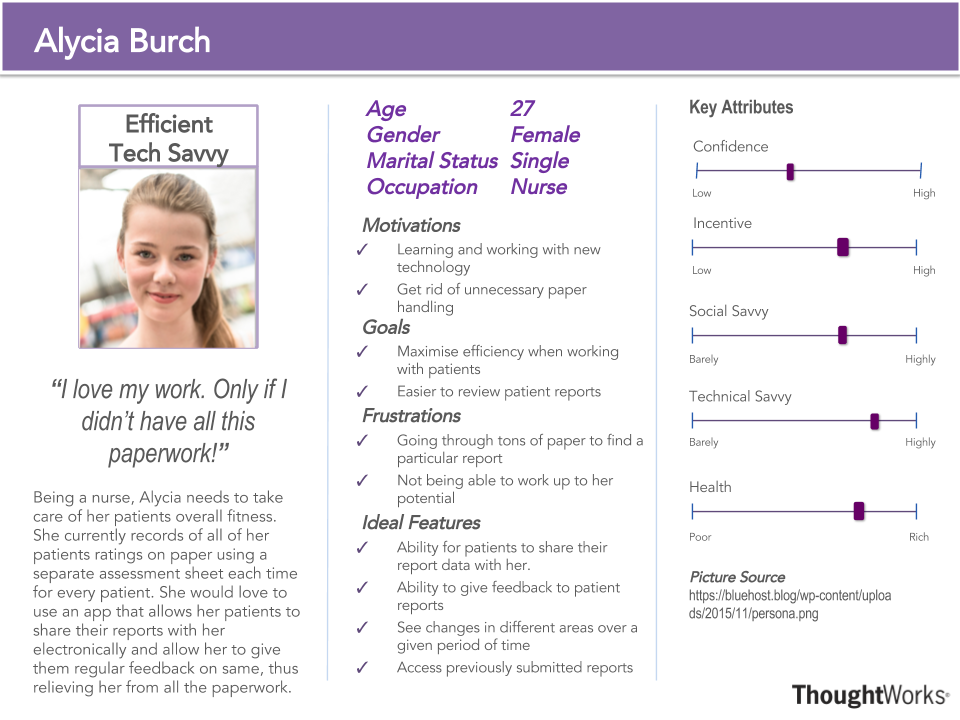 Alycia Burch
Efficient
Tech Savvy
“I love my work. Only if I
didn’t have all this
paperwork!”
Being a nurse, Alycia needs to take
care of her patients overall fitness.
She currently records of all of her
patients ratings on paper using a
separate assessment sheet each time
for every patient. She would love to
use an app that allows her patients to
share their reports with her
electronically and allow her to give
them regular feedback on same, thus
relieving her from all the paperwork.
Age 27
Gender Female
Marital Status Single
Occupation Nurse
Motivations
✓ Learning and working with new
technology
✓ Get rid of unnecessary paper
handling
Goals
✓ Maximise efficiency when working
with patients
✓ Easier to review patient reports
Frustrations
✓ Going through tons of paper to find a
particular report
✓ Not being able to work up to her
potential
Ideal Features
✓ Ability for patients to share their
report data with her.
✓ Ability to give feedback to patient
reports
✓ See changes in different areas over a
given period of time
✓ Access previously submitted reports
Key Attributes
Confidence
Low High
Incentive
Low High
Social Savvy
Barely Highly
Technical Savvy
Barely Highly
Health
Poor Rich
Picture Source
https://bluehost.blog/wp-content/uploa
ds/2015/11/persona.png
ThoughtWorks®